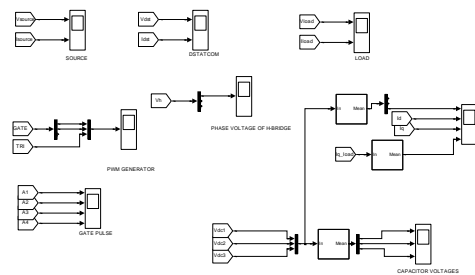 Vsource
Isource
SOURCE
Vdst
Idst
DSTATCOM
Vload
Iload
LOAD
Vh
PHASE VOLTAGE OF H-BRIDGE
GATE
TRI
PWM GENERATOR
In
Mean
Id
Iq
Iq_load
In
Mean
A1
A2
A3
A4
GATE PULSE
Vdc1
Vdc2
Vdc3
In
Mean
CAPACITOR VOLTAGES